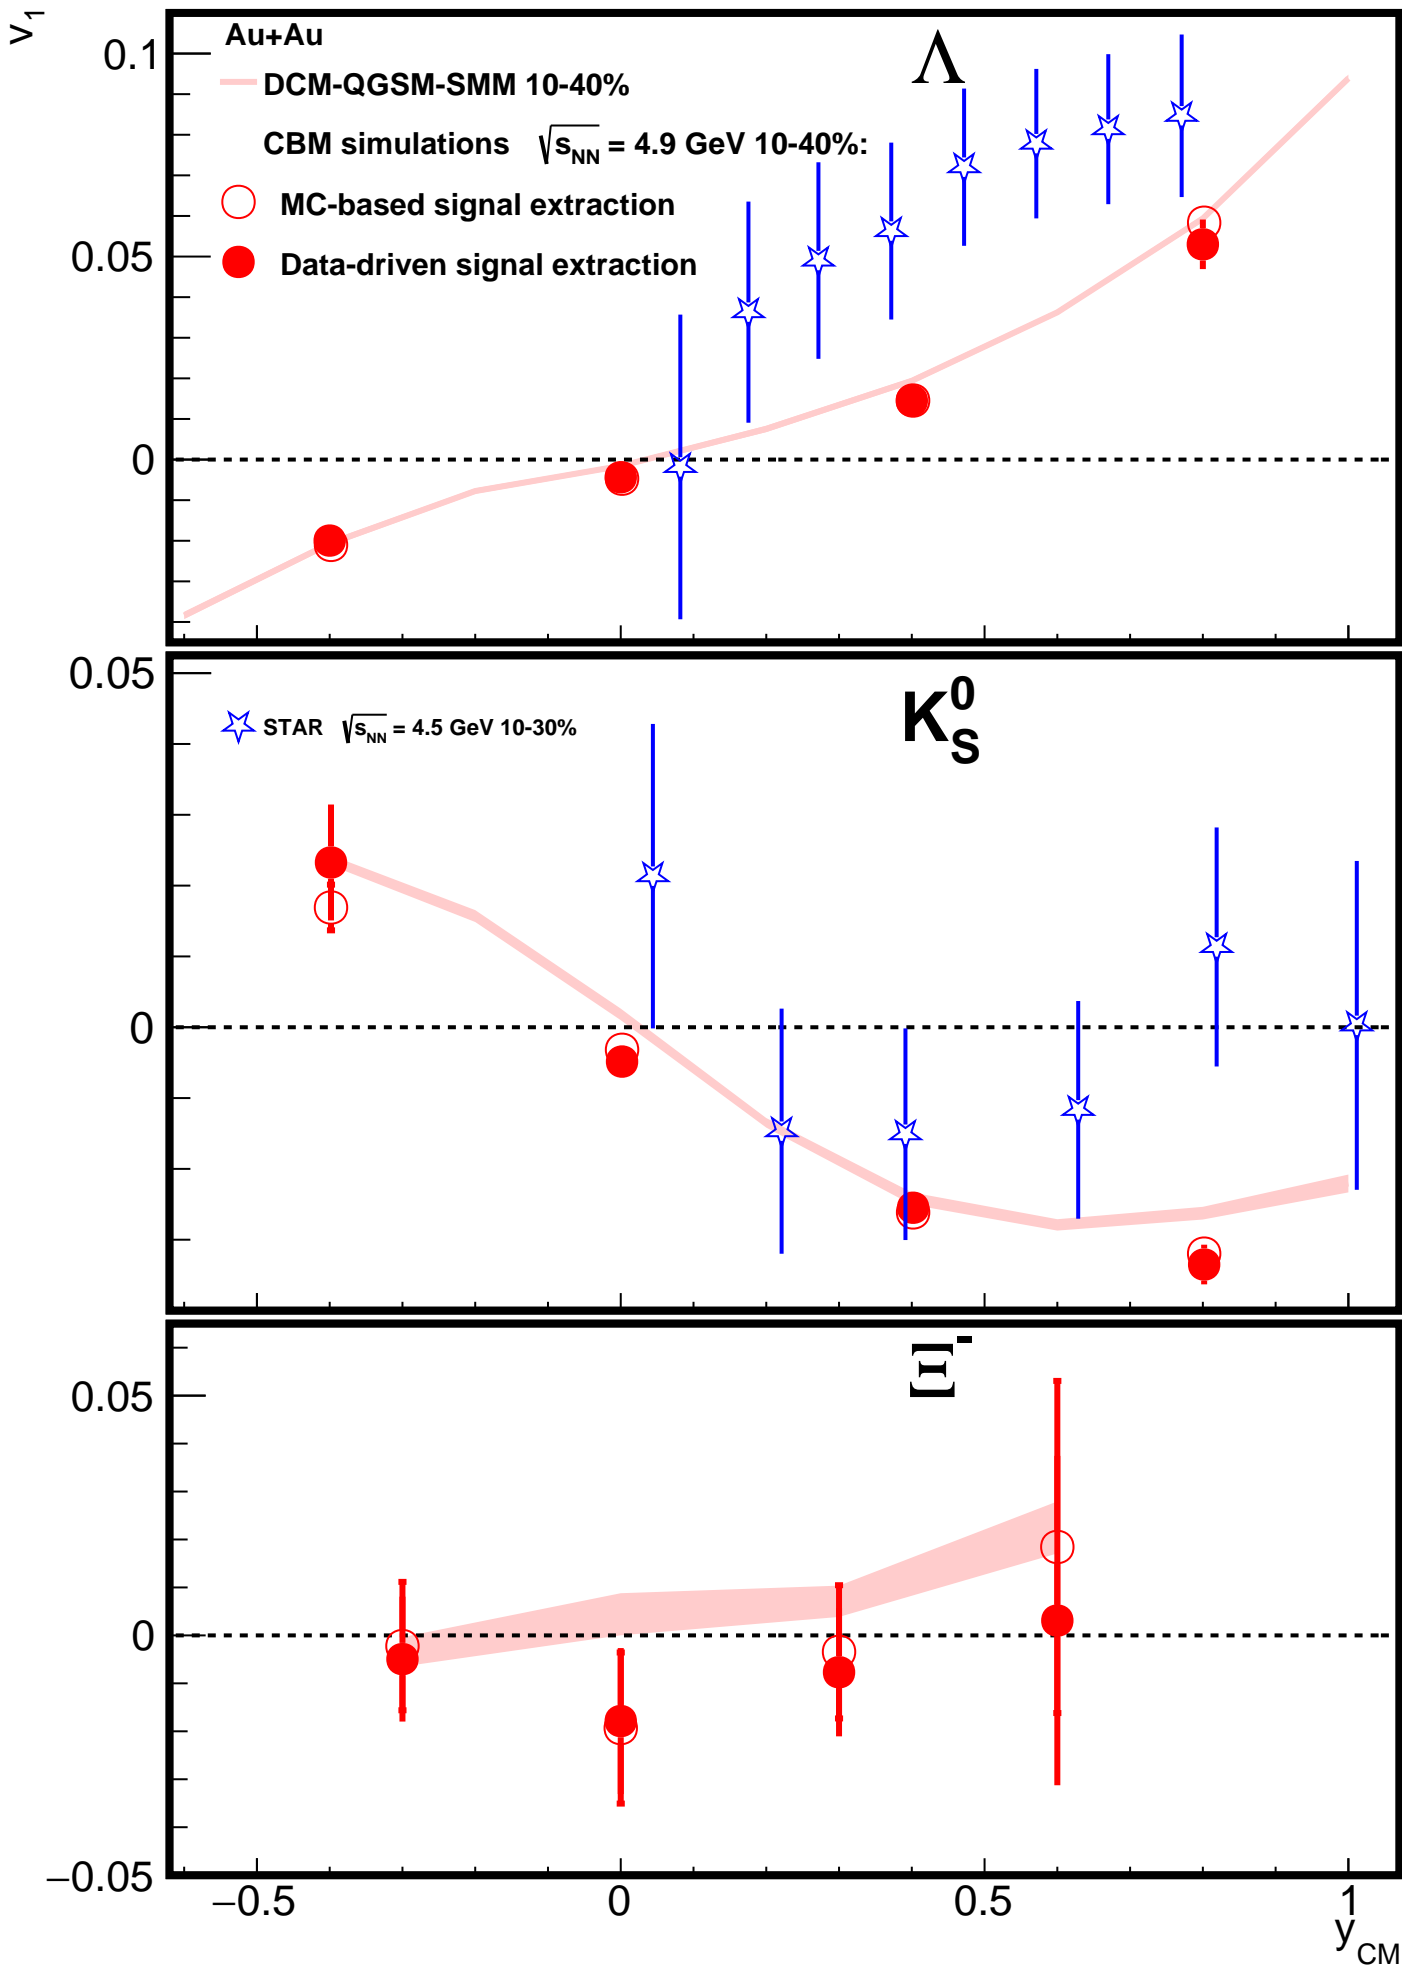 v₁
Au+Au
Λ
0.1
DCM-QGSM-SMM 10-40%
CBM simulations √sNN = 4.9 GeV 10-40%:
MC-based signal extraction
0.05
Data-driven signal extraction
0
0.05
K⁰S
STAR √sNN = 4.5 GeV 10-30%
0
Ξ⁻
0.05
0
−0.05
−0.5 0 0.5 1
yCM